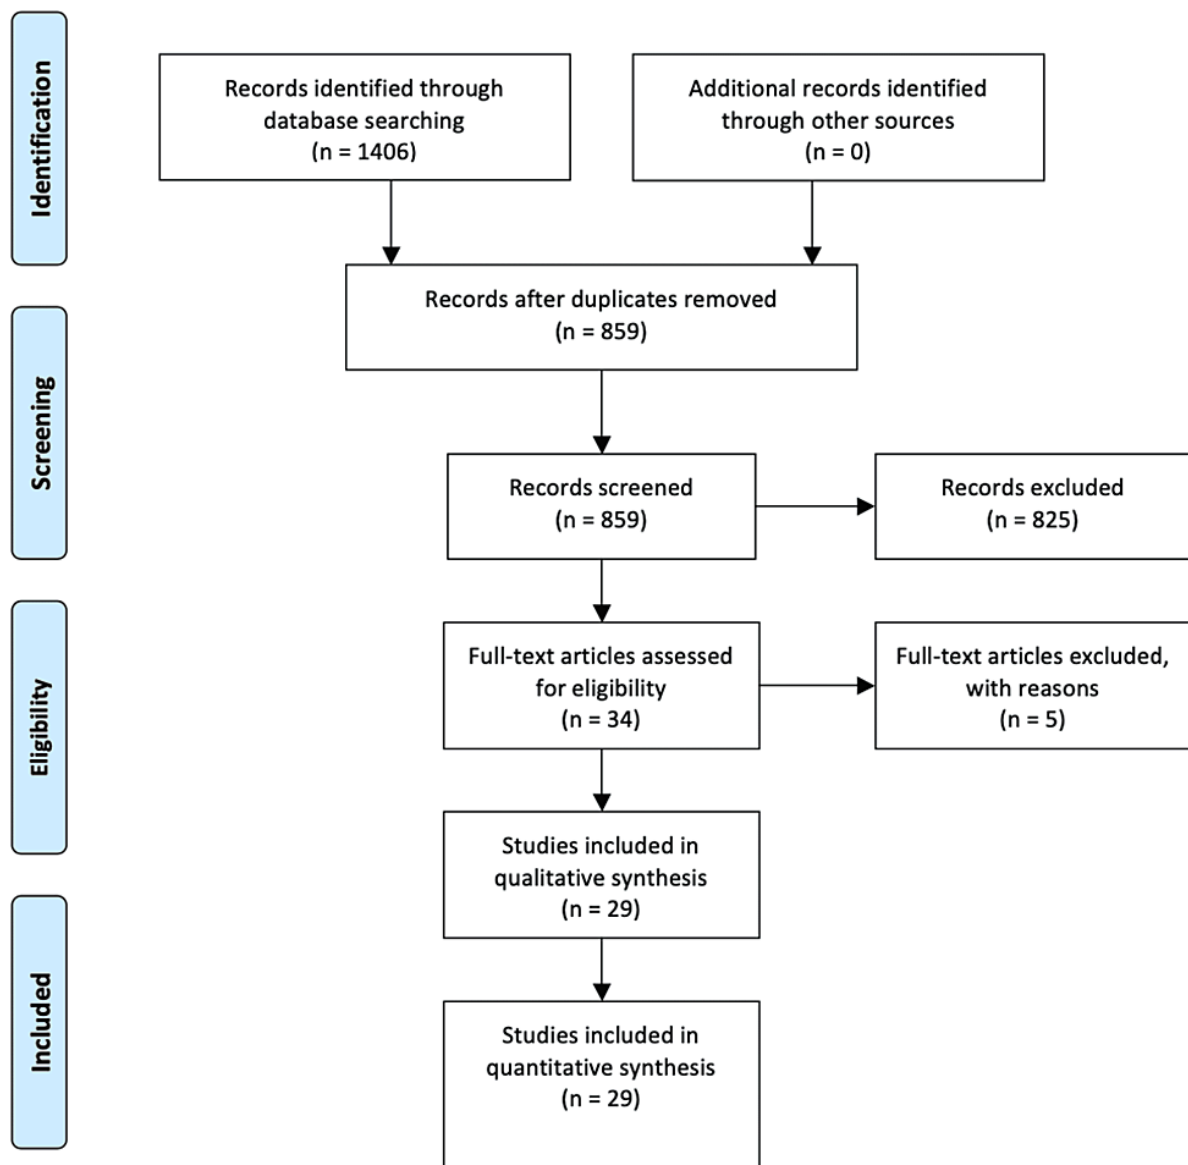 Identification
Records identified through
database searching
(n = 1406)
Additional records identified
through other sources
(n = 0)
Records after duplicates removed
(n = 859)
Screening
Records screened
(n = 859)
Records excluded
(n = 825)
Eligibility
Full-text articles assessed
for eligibility
(n = 34)
Full-text articles excluded,
with reasons
(n = 5)
Studies included in
qualitative synthesis
(n = 29)
Included
Studies included in
quantitative synthesis
(n = 29)